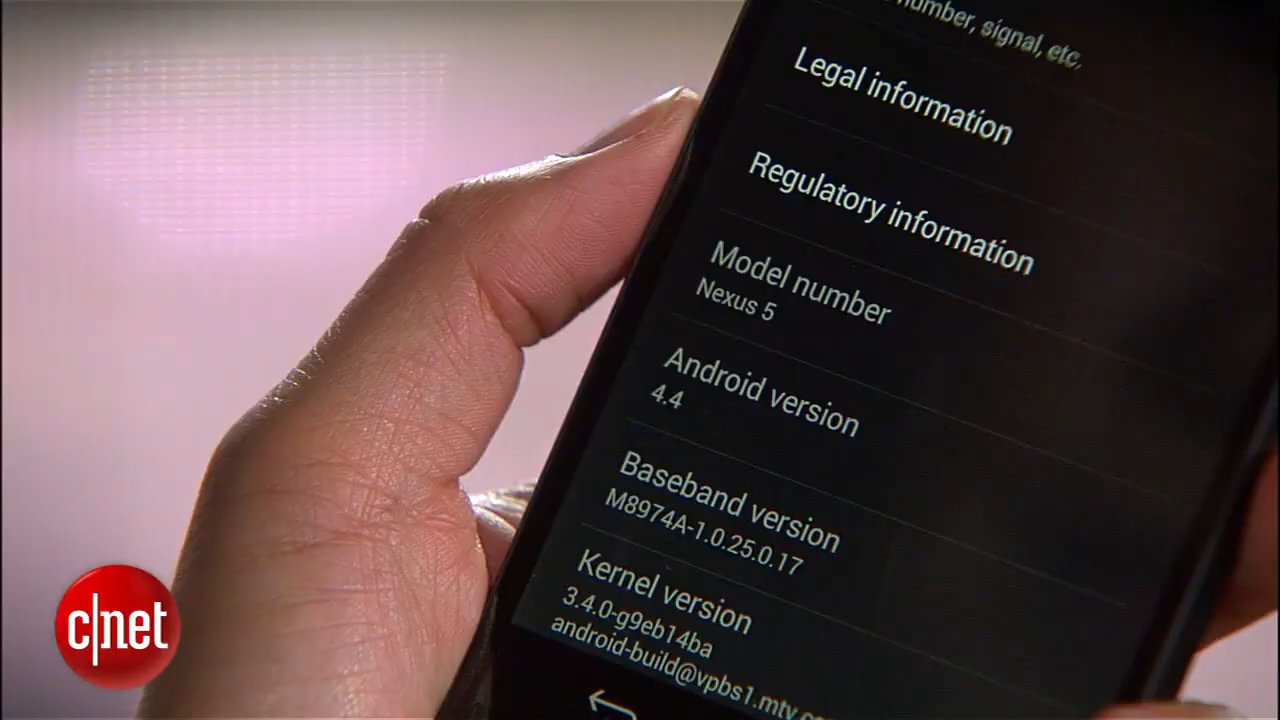 number, signal, etc.
Legal information
Regulatory information
Model number
Nexus 5
Android version
4.4
Baseband version
M8974A-1.0.25.0.17
Kernel version
3.4.0-g9eb14ba
android-build@vpbs1.mtv.
c|net